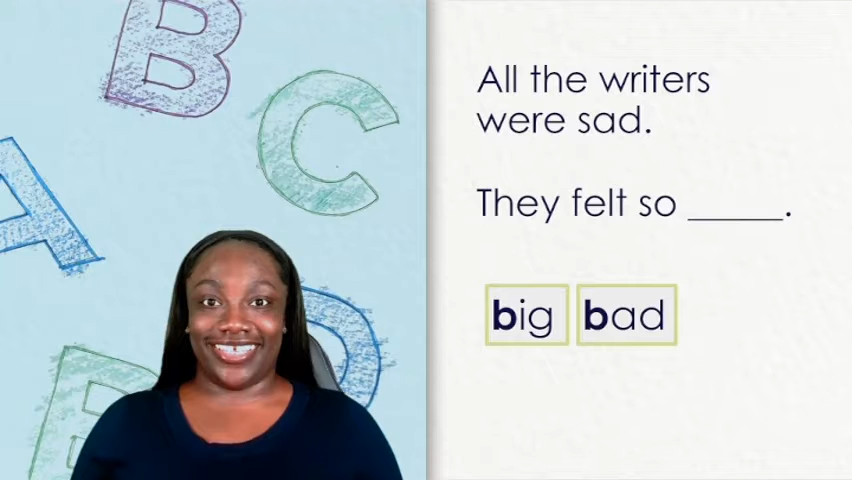 B
C
A
D
E
All the writers
were sad.
They felt so _____.
big bad